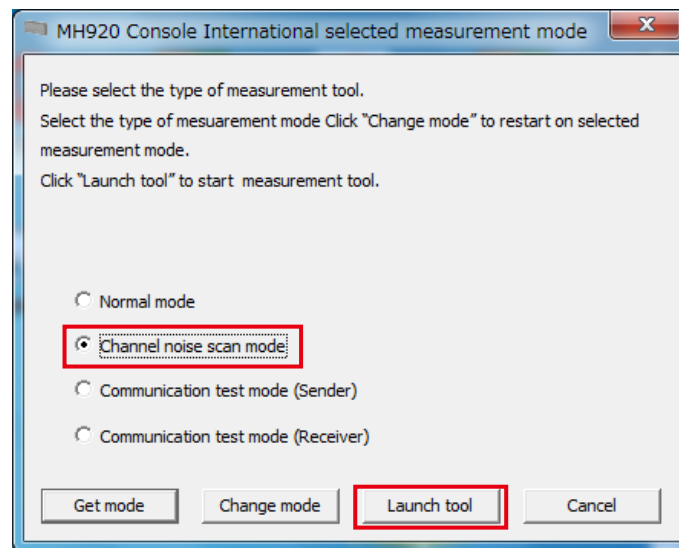 MH920 Console International selected measurement mode
Please select the type of measurement tool.
Select the type of mesuarement mode Click “Change mode” to restart on selected
measurement mode.
Click “Launch tool” to start measurement tool.
Normal mode
Channel noise scan mode
Communication test mode (Sender)
Communication test mode (Receiver)
Get mode Change mode Launch tool Cancel